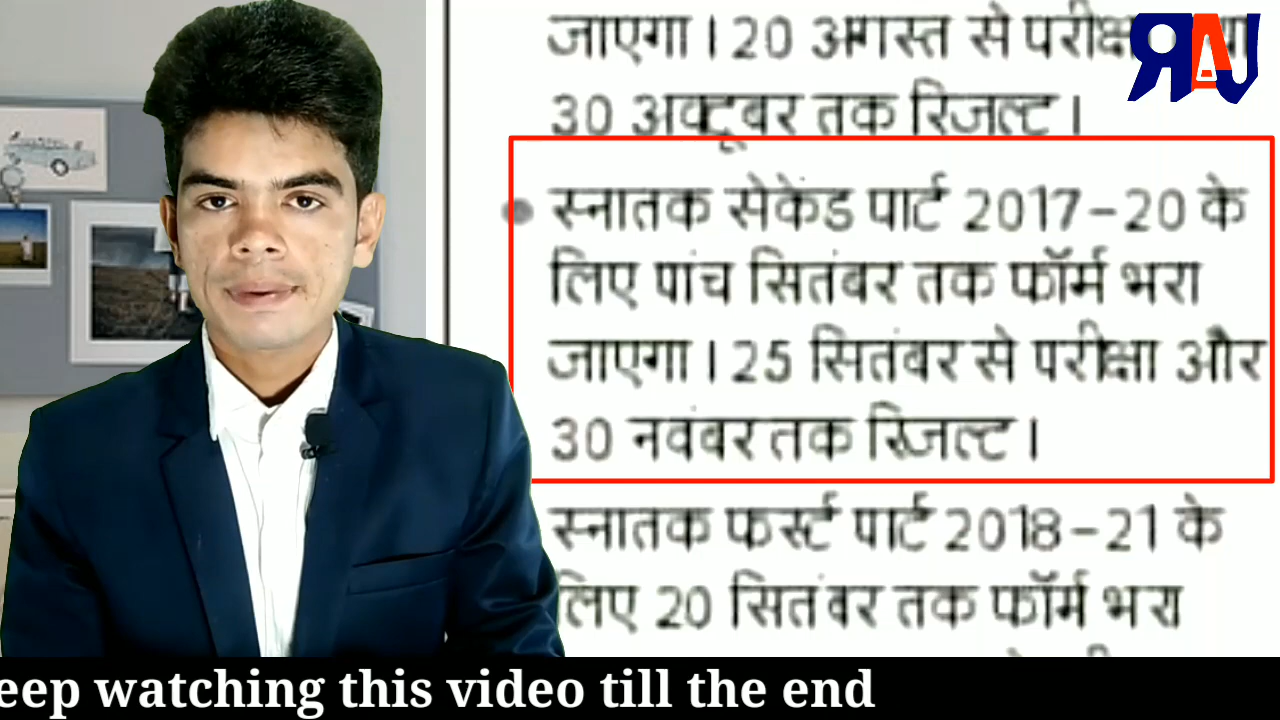 जाएगा। 20 अगस्त से परीक्षा
30 अक्टूबर तक रिजल्ट।
RAJ
स्नातक सेकेंड पार्ट 2017-20 के
लिए पांच सितंबर तक फॉर्म भरा
जाएगा। 25 सितंबर से परीक्षा और
30 नवंबर तक रिजल्ट।
स्नातक फर्स्ट पार्ट 2018-21 के
लिए 20 सितंबर तक फॉर्म भरा
eep watching this video till the end